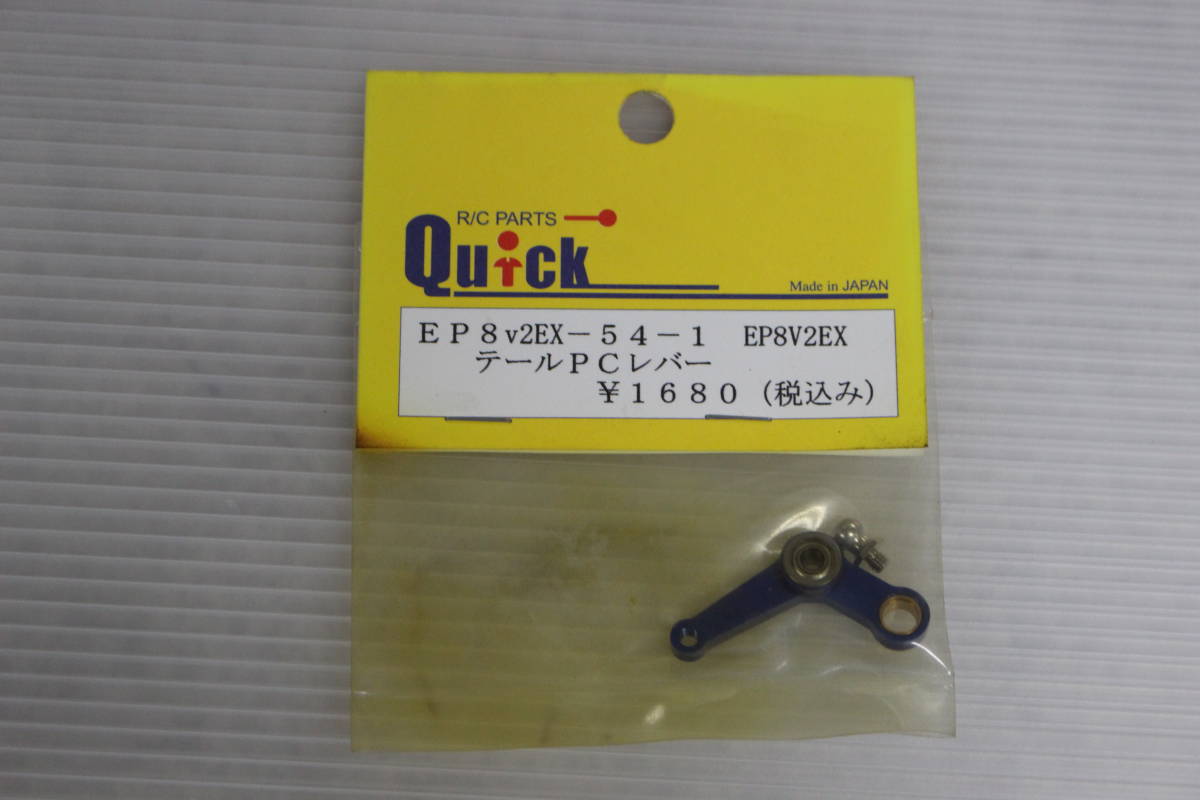 R/C PARTS
Quick
Made in JAPAN
ＥＰ８v2EX－５４－１ EP8V2EX
テールＰＣレバー
￥１６８０（税込み）